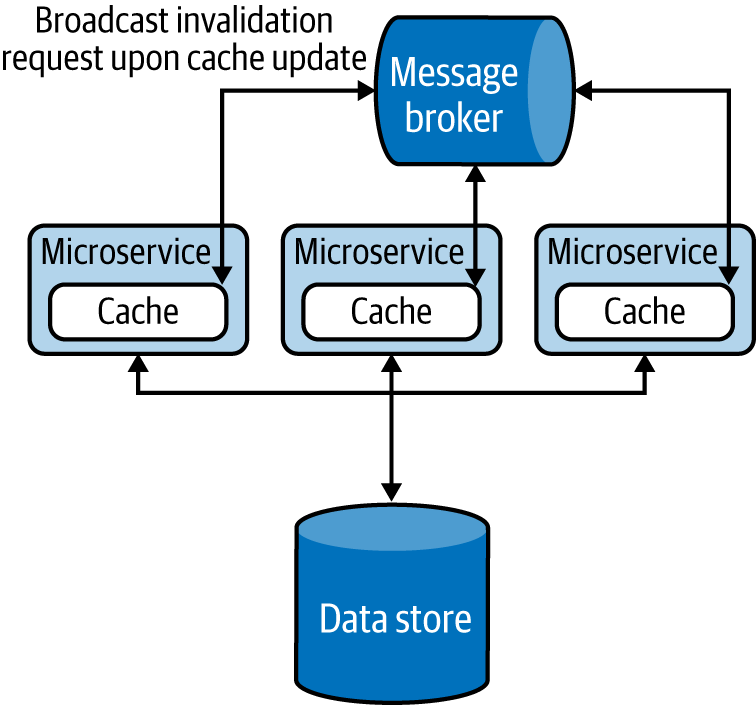 Broadcast invalidation
request upon cache update
Message
broker
Microservice
Cache
Microservice
Cache
Microservice
Cache
Data store